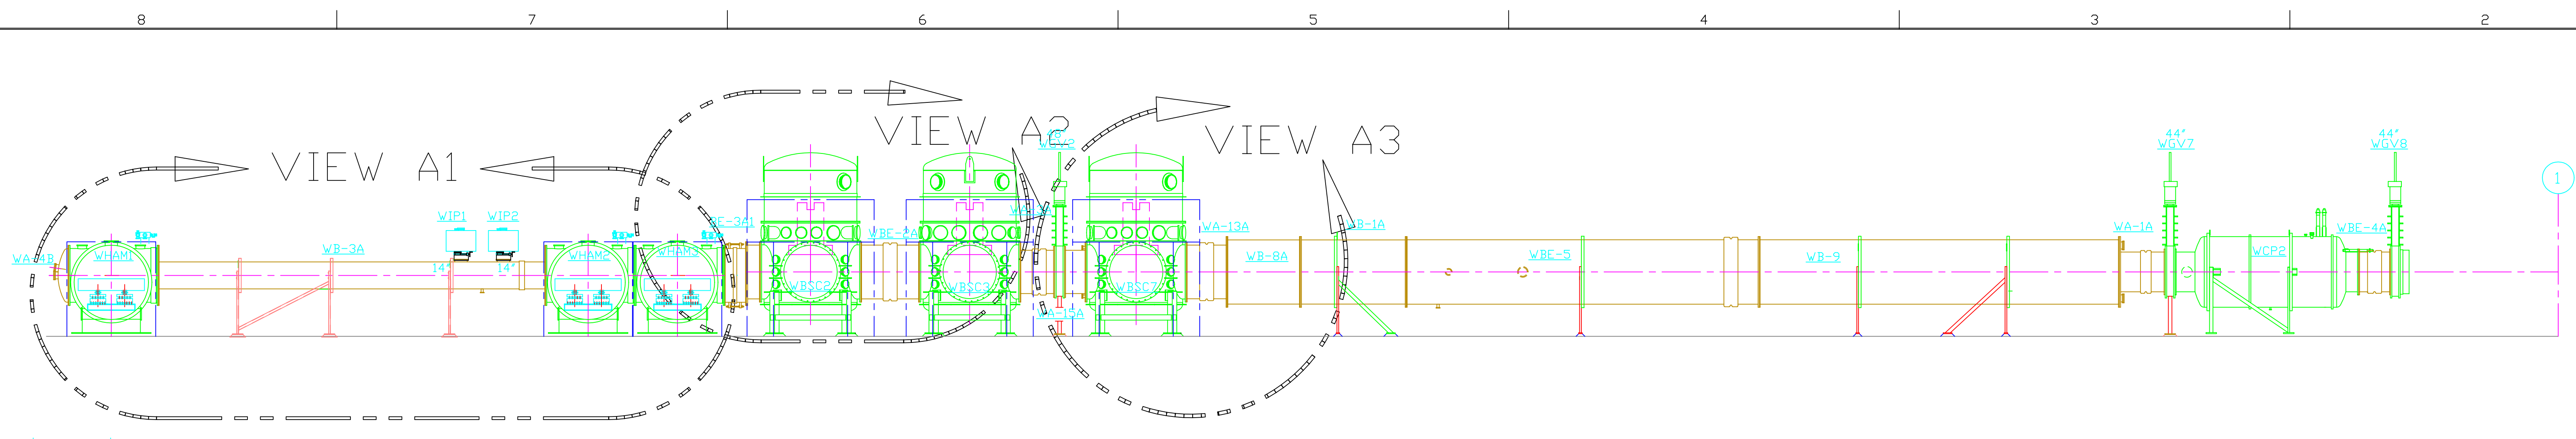 8 7 6 5 4 3 2
VIEW A1
VIEW A2
VIEW A3
48"
WGV2
44"
WGV7
44"
WGV8
1
WIP1 WIP2
WA-4B
WHAM1
WB-3A
14" 14"
WHAM2
WHAM3
WBSC2
WBE-2A
WBSC3
WA-15A
WBSC7
WA-13A
WB-8A
WB-1A
WBE-5
WB-9
WA-1A
WCP2
WBE-4A